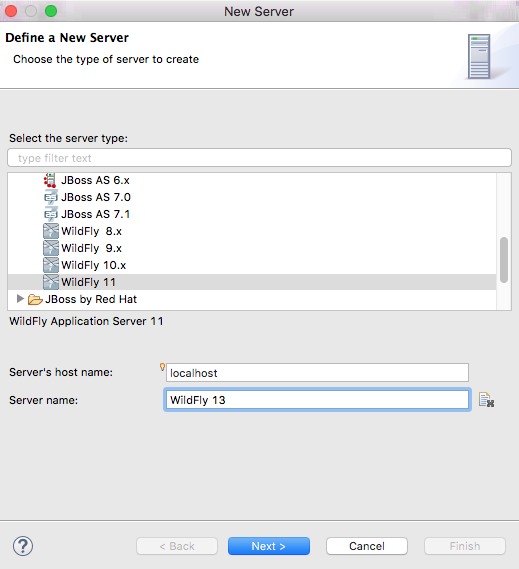 New Server
Define a New Server
Choose the type of server to create
Select the server type:
type filter text
JBoss AS 6.x
JBoss AS 7.0
JBoss AS 7.1
WildFly  8.x
WildFly  9.x
WildFly 10.x
WildFly 11
JBoss by Red Hat
WildFly Application Server 11
Server's host name: localhost
Server name: WildFly 13
? < Back Next > Cancel Finish